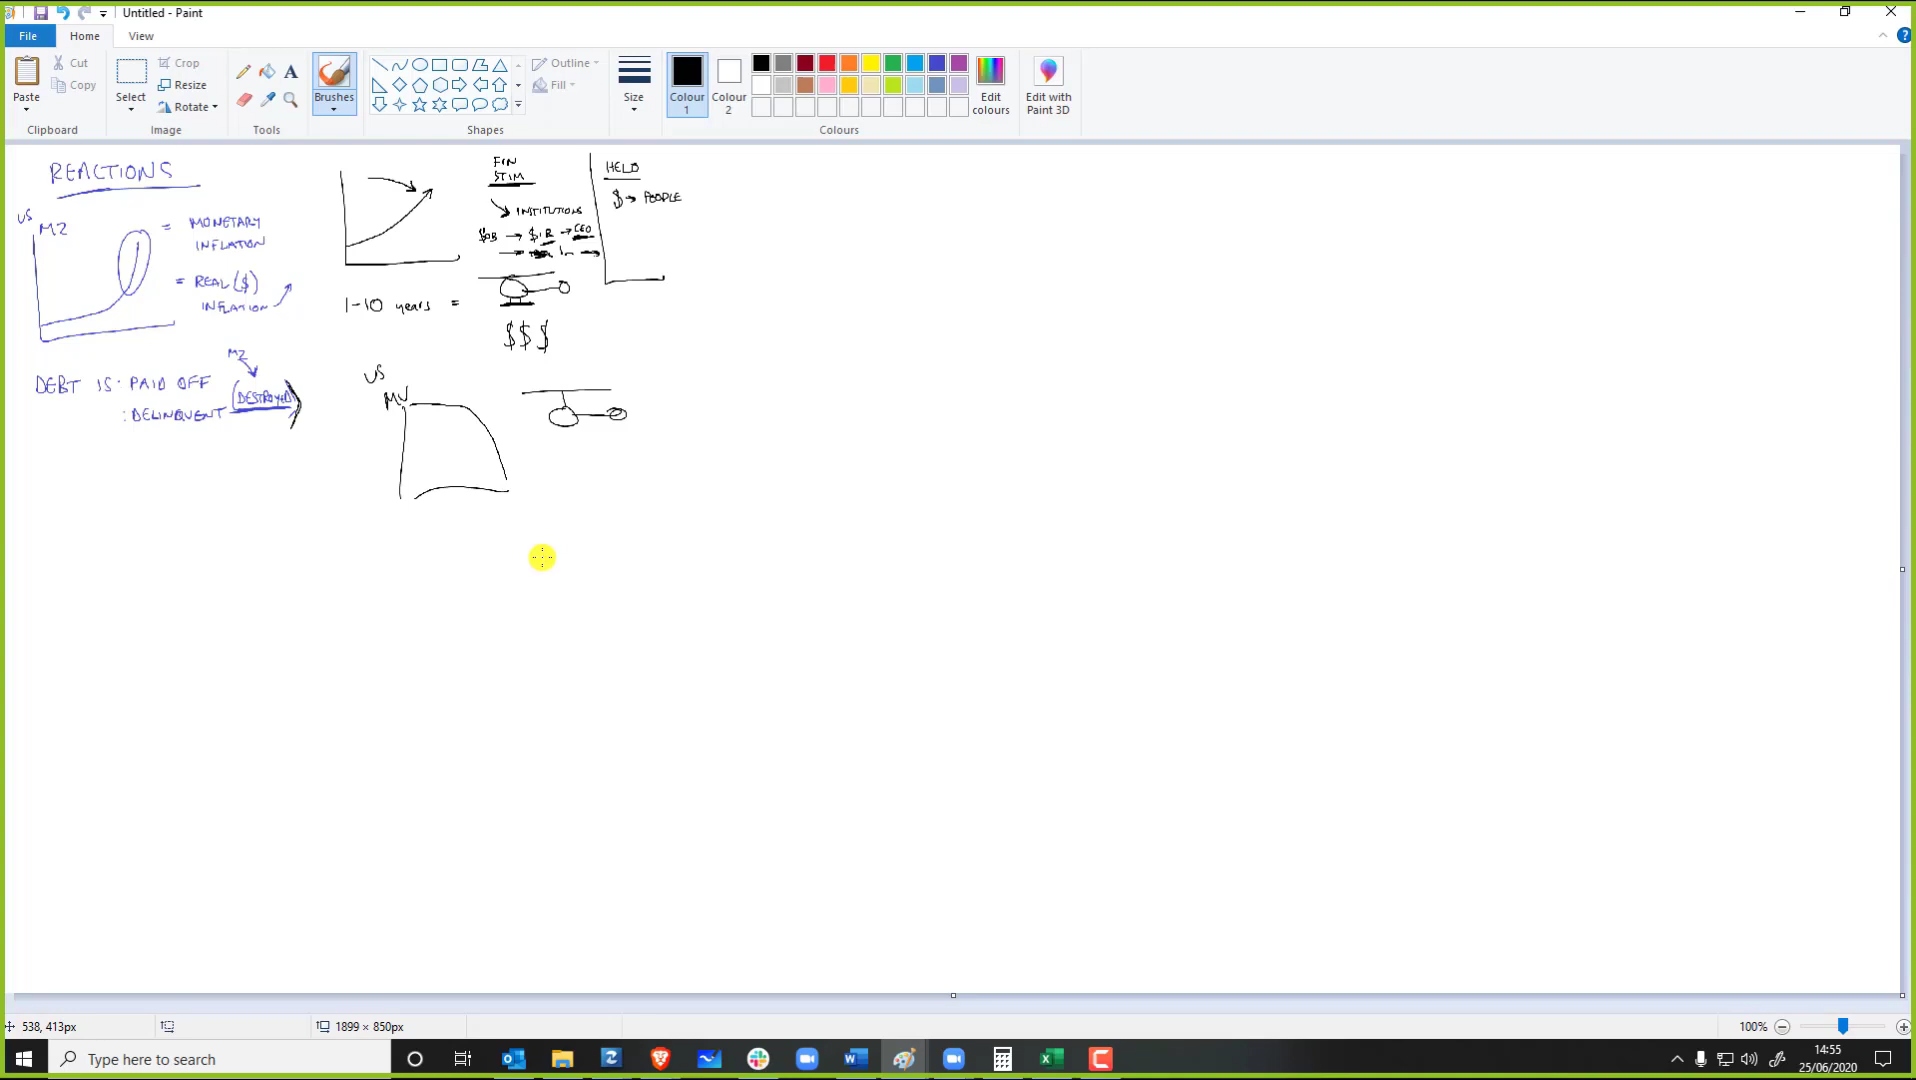 Untitled - Paint
File
Home
View
Paste
Cut
Copy
Clipboard
Select
Crop
Resize
Rotate
Image
Tools
Brushes
Shapes
Outline
Fill
Size
Colour
1
Colour
2
Edit
colours
Edit with
Paint 3D
Colours
REACTIONS
US
MZ
= MONETARY
INFLATION
= REAL ($)
INFLATION
MZ
DEBT IS: PAID OFF
: DELINQUENT
(DESTROYED)
FIN
STIM
INSTITUTIONS
→ CEO
1-10 years =
$$$
HELD
$ → PEOPLE
US
MV
538, 413px
1899 × 850px
100%
Type here to search
14:55
25/06/2020